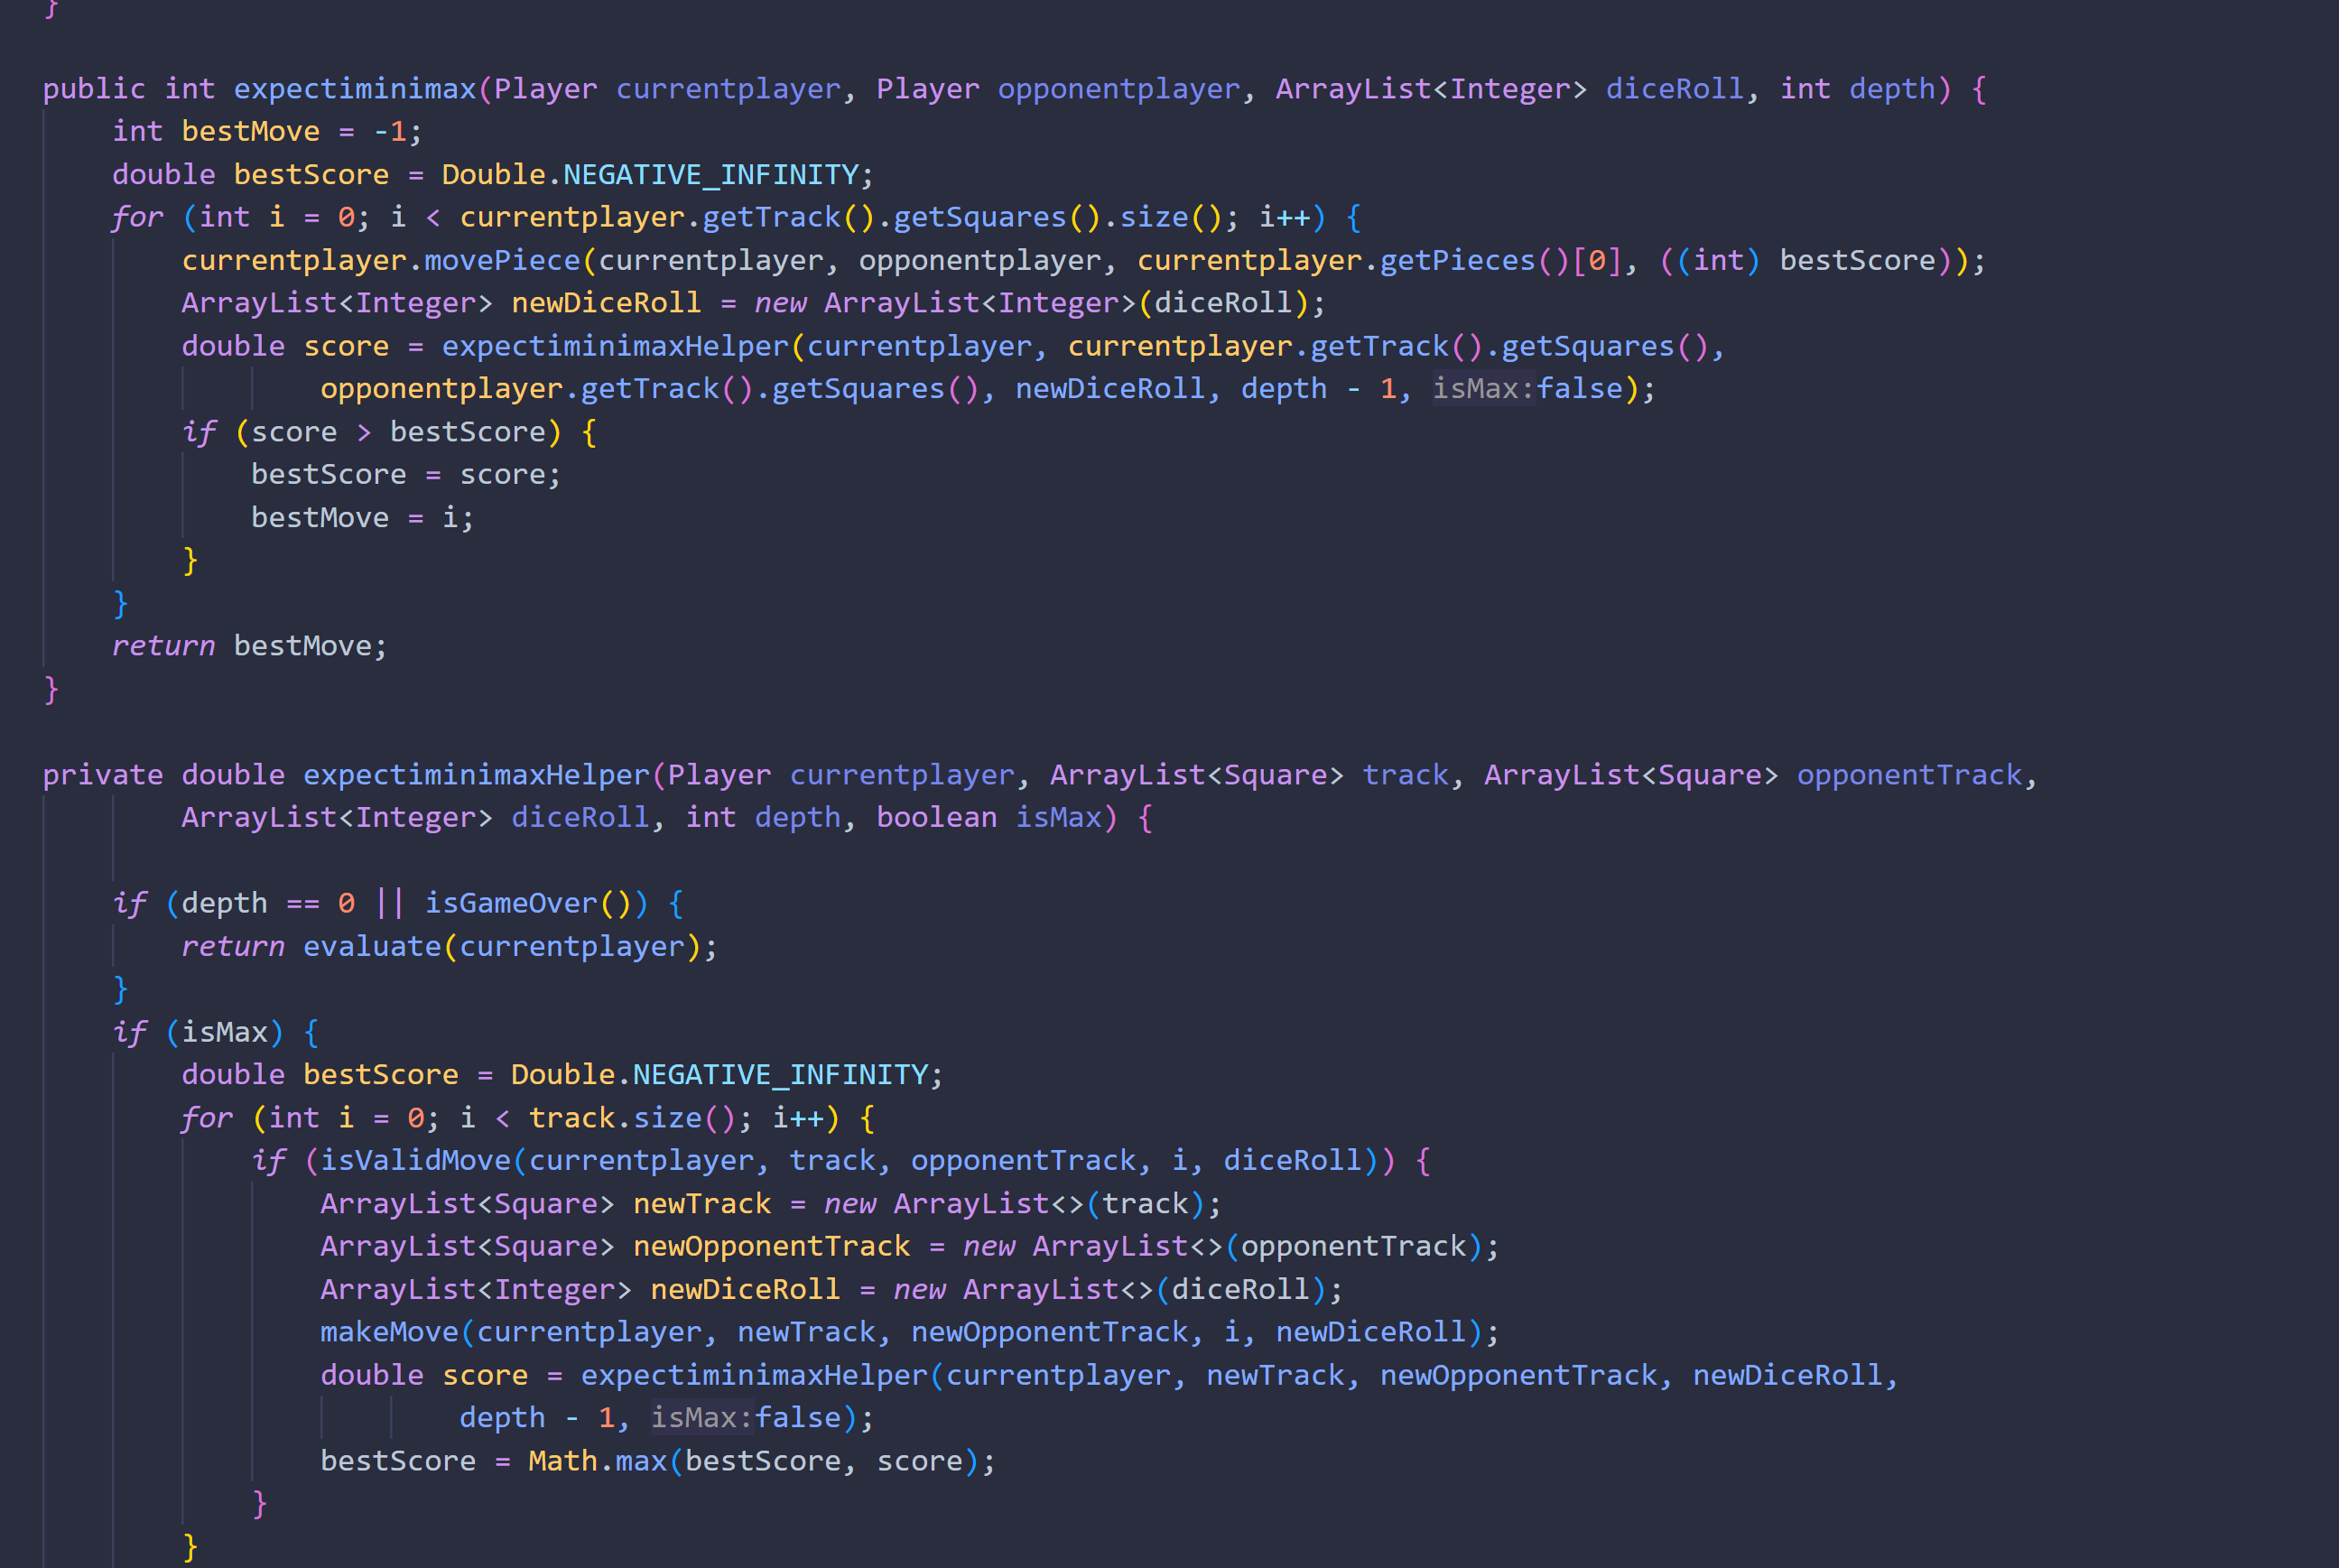 }
public int expectiminimax(Player currentplayer, Player opponentplayer, ArrayList<Integer> diceRoll, int depth) {
    int bestMove = -1;
    double bestScore = Double.NEGATIVE_INFINITY;
    for (int i = 0; i < currentplayer.getTrack().getSquares().size(); i++) {
        currentplayer.movePiece(currentplayer, opponentplayer, currentplayer.getPieces()[0], ((int) bestScore));
        ArrayList<Integer> newDiceRoll = new ArrayList<Integer>(diceRoll);
        double score = expectiminimaxHelper(currentplayer, currentplayer.getTrack().getSquares(),
                opponentplayer.getTrack().getSquares(), newDiceRoll, depth - 1, isMax:false);
        if (score > bestScore) {
            bestScore = score;
            bestMove = i;
        }
    }
    return bestMove;
}
private double expectiminimaxHelper(Player currentplayer, ArrayList<Square> track, ArrayList<Square> opponentTrack,
        ArrayList<Integer> diceRoll, int depth, boolean isMax) {
    if (depth == 0 || isGameOver()) {
        return evaluate(currentplayer);
    }
    if (isMax) {
        double bestScore = Double.NEGATIVE_INFINITY;
        for (int i = 0; i < track.size(); i++) {
            if (isValidMove(currentplayer, track, opponentTrack, i, diceRoll)) {
                ArrayList<Square> newTrack = new ArrayList<>(track);
                ArrayList<Square> newOpponentTrack = new ArrayList<>(opponentTrack);
                ArrayList<Integer> newDiceRoll = new ArrayList<>(diceRoll);
                makeMove(currentplayer, newTrack, newOpponentTrack, i, newDiceRoll);
                double score = expectiminimaxHelper(currentplayer, newTrack, newOpponentTrack, newDiceRoll,
                        depth - 1, isMax:false);
                bestScore = Math.max(bestScore, score);
            }
        }